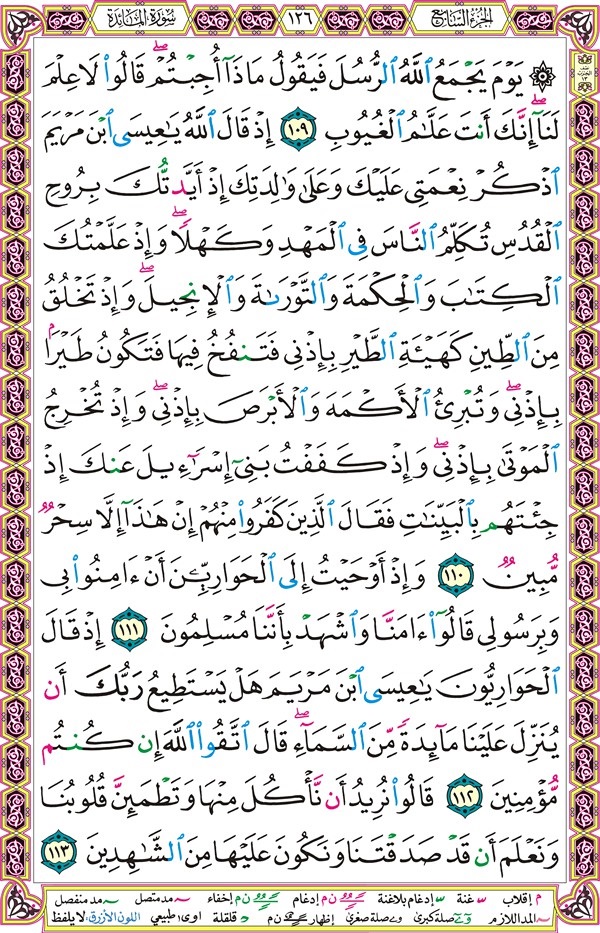 سورة المائدة
١٢٦
الجزء السابع
۞ يَوْمَ يَجْمَعُ ٱللَّهُ ٱلرُّسُلَ فَيَقُولُ مَاذَآ أُجِبْتُمْ ۖ قَالُوا۟ لَا عِلْمَ
لَنَآ ۖ إِنَّكَ أَنتَ عَلَّـٰمُ ٱلْغُيُوبِ ١٠٩ إِذْ قَالَ ٱللَّهُ يَـٰعِيسَى ٱبْنَ مَرْيَمَ
ٱذْكُرْ نِعْمَتِى عَلَيْكَ وَعَلَىٰ وَٰلِدَتِكَ إِذْ أَيَّدتُّكَ بِرُوحِ
ٱلْقُدُسِ تُكَلِّمُ ٱلنَّاسَ فِى ٱلْمَهْدِ وَكَهْلًا ۖ وَإِذْ عَلَّمْتُكَ
ٱلْكِتَـٰبَ وَٱلْحِكْمَةَ وَٱلتَّوْرَىٰةَ وَٱلْإِنجِيلَ ۖ وَإِذْ تَخْلُقُ
مِنَ ٱلطِّينِ كَهَيْـَٔةِ ٱلطَّيْرِ بِإِذْنِى فَتَنفُخُ فِيهَا فَتَكُونُ طَيْرًۢا
بِإِذْنِى ۖ وَتُبْرِئُ ٱلْأَكْمَهَ وَٱلْأَبْرَصَ بِإِذْنِى ۖ وَإِذْ تُخْرِجُ
ٱلْمَوْتَىٰ بِإِذْنِى ۖ وَإِذْ كَفَفْتُ بَنِىٓ إِسْرَٰٓءِيلَ عَنكَ إِذْ
جِئْتَهُم بِٱلْبَيِّنَـٰتِ فَقَالَ ٱلَّذِينَ كَفَرُوا۟ مِنْهُمْ إِنْ هَـٰذَآ إِلَّا سِحْرٌ
مُّبِينٌ ١١٠ وَإِذْ أَوْحَيْتُ إِلَى ٱلْحَوَارِيِّـۧنَ أَنْ ءَامِنُوا۟ بِى
وَبِرَسُولِى قَالُوٓا۟ ءَامَنَّا وَٱشْهَدْ بِأَنَّنَا مُسْلِمُونَ ١١١ إِذْ قَالَ
ٱلْحَوَارِيُّونَ يَـٰعِيسَى ٱبْنَ مَرْيَمَ هَلْ يَسْتَطِيعُ رَبُّكَ أَن
يُنَزِّلَ عَلَيْنَا مَآئِدَةً مِّنَ ٱلسَّمَآءِ ۖ قَالَ ٱتَّقُوا۟ ٱللَّهَ إِن كُنتُم
مُّؤْمِنِينَ ١١٢ قَالُوا۟ نُرِيدُ أَن نَّأْكُلَ مِنْهَا وَتَطْمَئِنَّ قُلُوبُنَا
وَنَعْلَمَ أَن قَدْ صَدَقْتَنَا وَنَكُونَ عَلَيْهَا مِنَ ٱلشَّـٰهِدِينَ ١١٣
م إقلاب غنة إدغام بلاغنة ن م إدغام ن م إخفاء مد متصل مد منفصل
المد اللازم صلة كبرى صلة صغرى إظهار ن م قلقلة اوى طبيعي اللون الأزرق: لا يلفظ